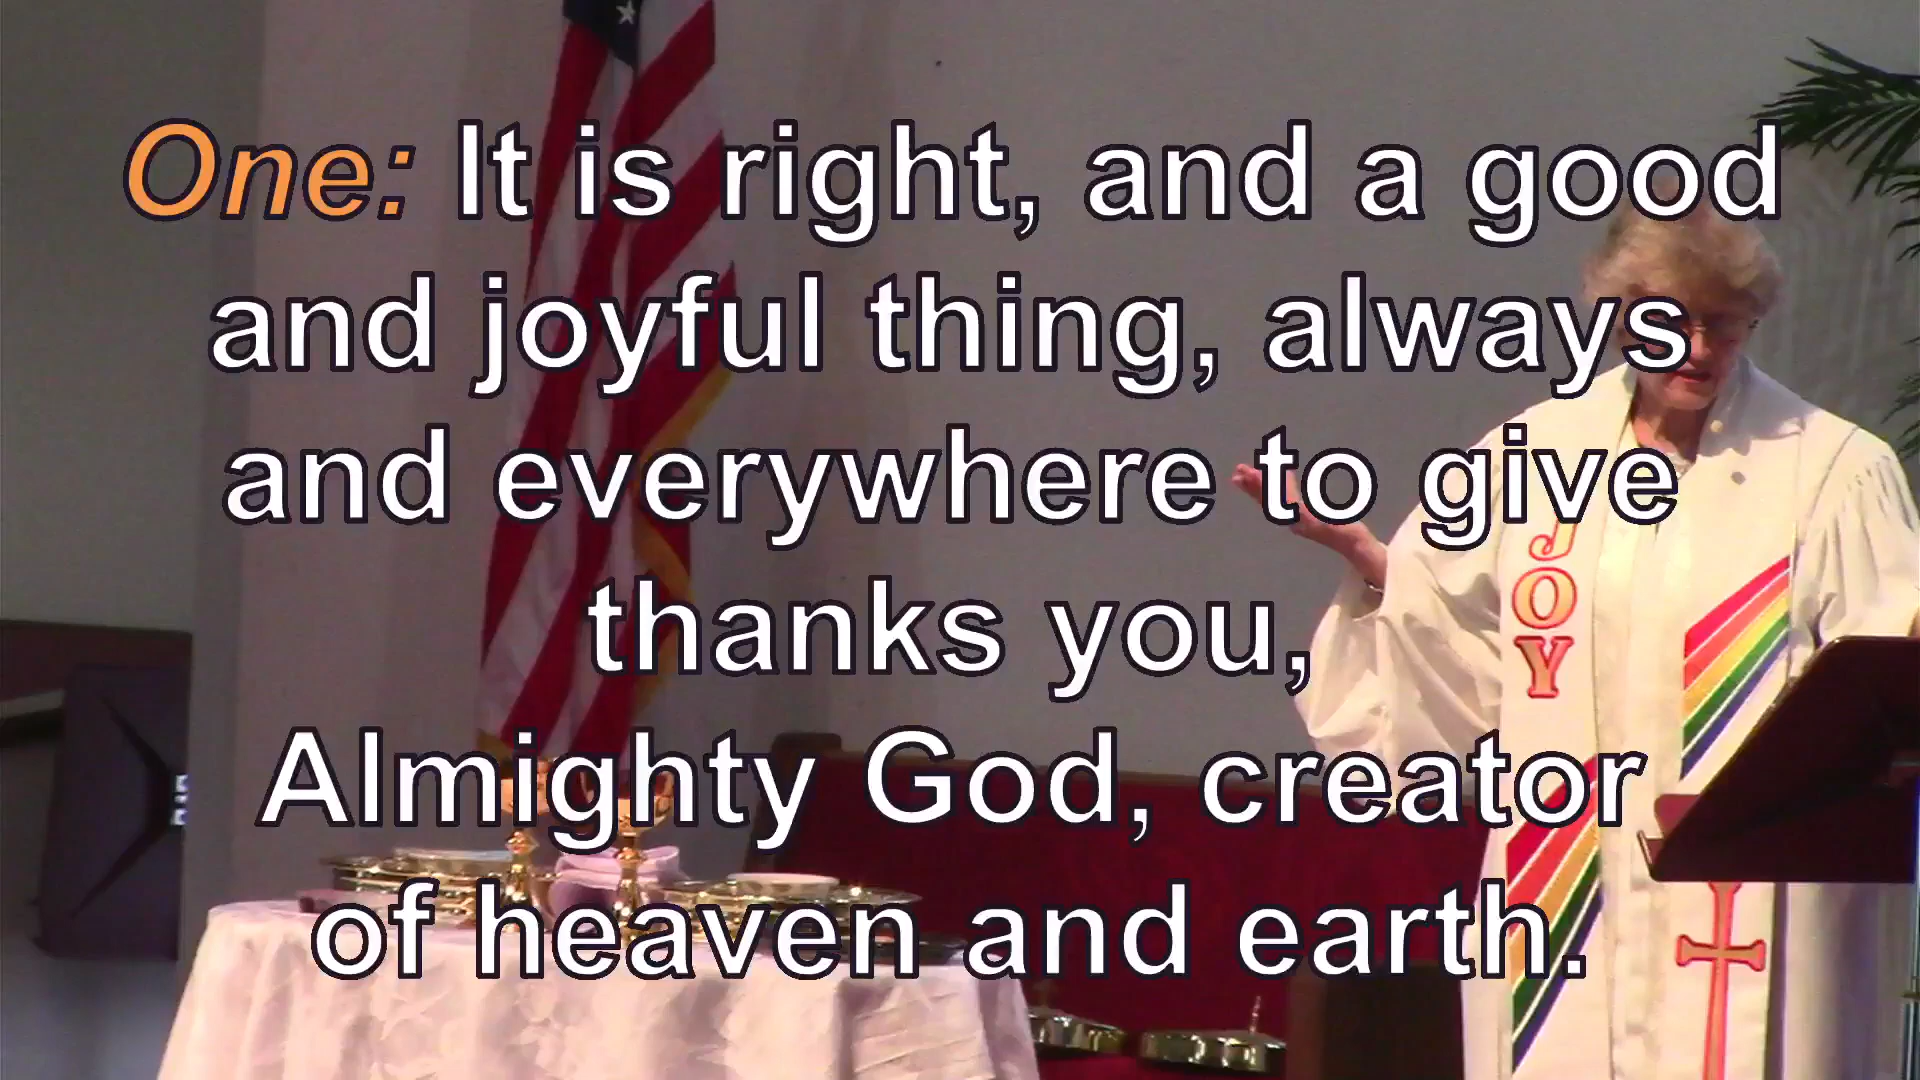 One: It is right, and a good
and joyful thing, always
and everywhere to give
thanks you,
Almighty God, creator
of heaven and earth.
JOY